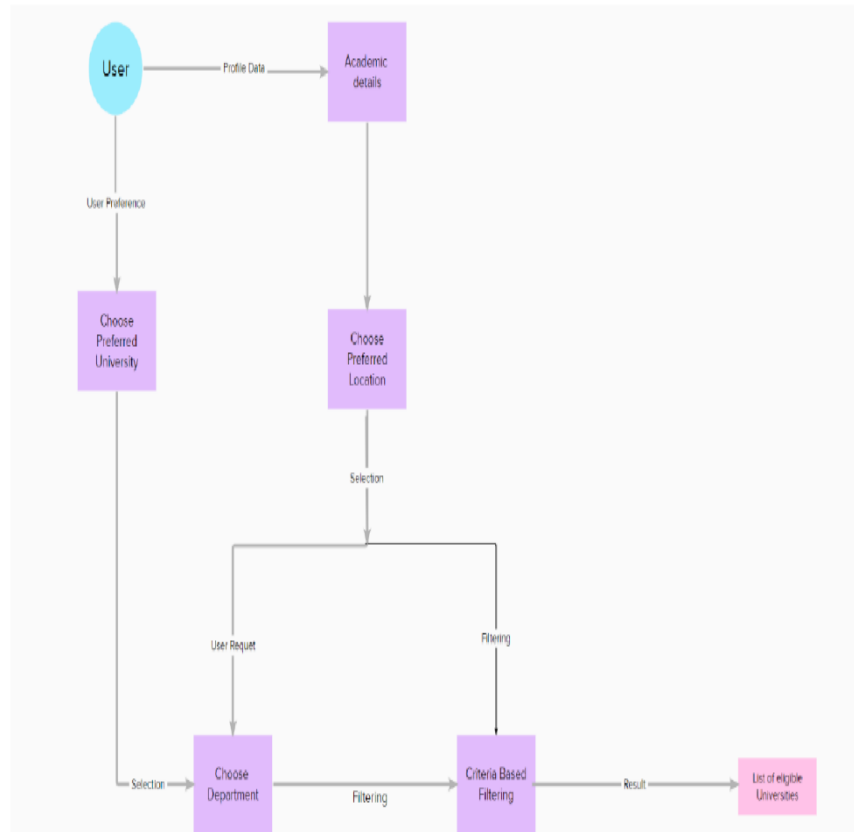 User
Profile Data
Academic
details
User Preference
Choose
Preferred
University
Choose
Preferred
Location
Selection
User Requet
Filtering
Selection
Choose
Department
Filtering
Criteria Based
Filtering
Result
List of eligible
Universities